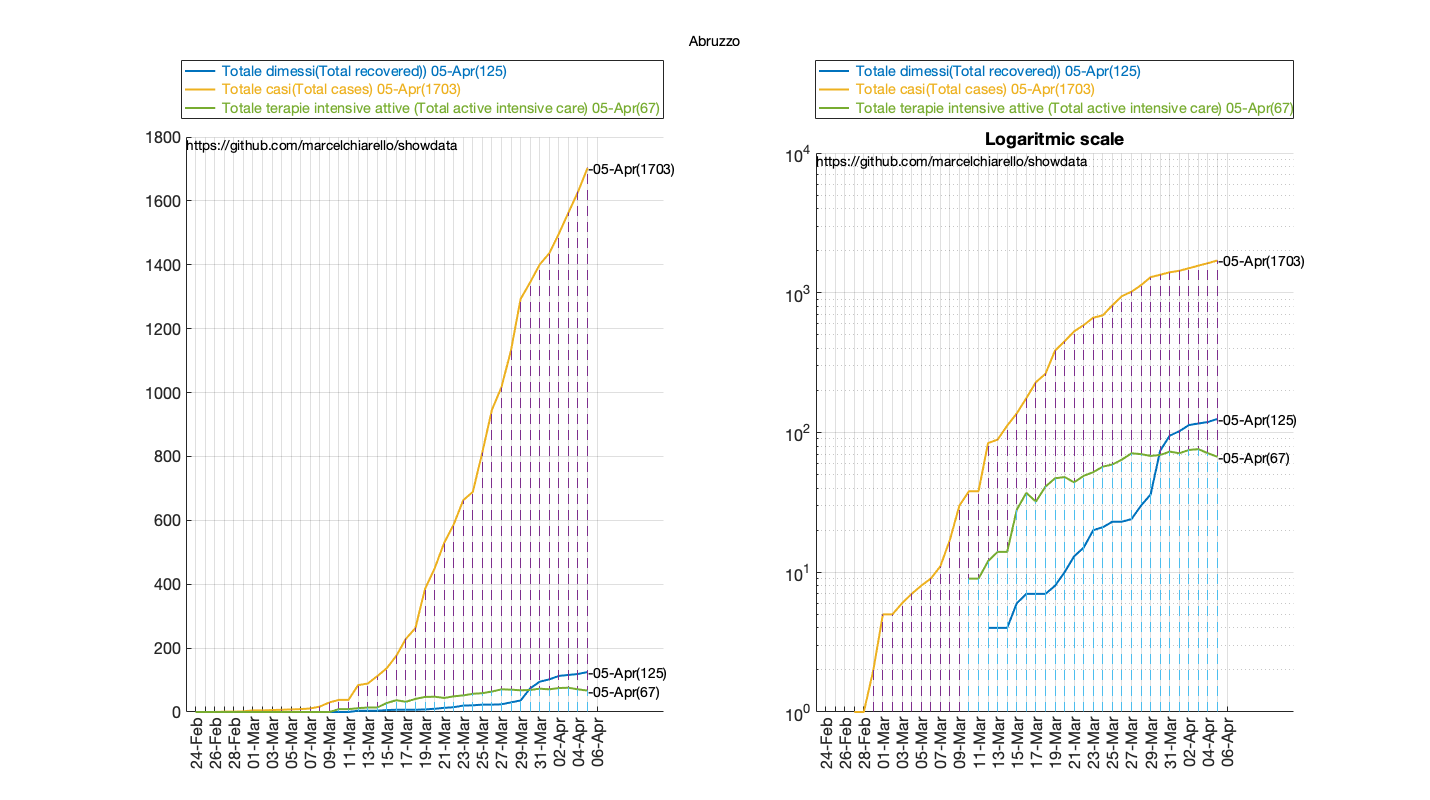 Abruzzo
Totale dimessi(Total recovered)) 05-Apr(125)
Totale casi(Total cases) 05-Apr(1703)
Totale terapie intensive attive (Total active intensive care) 05-Apr(67)
1800
1600
1400
1200
1000
800
600
400
200
0
https://github.com/marcelchiarello/showdata
-05-Apr(1703)
-05-Apr(125)
-05-Apr(67)
24-Feb
26-Feb
28-Feb
01-Mar
03-Mar
05-Mar
07-Mar
09-Mar
11-Mar
13-Mar
15-Mar
17-Mar
19-Mar
21-Mar
23-Mar
25-Mar
27-Mar
29-Mar
31-Mar
02-Apr
04-Apr
06-Apr
Totale dimessi(Total recovered)) 05-Apr(125)
Totale casi(Total cases) 05-Apr(1703)
Totale terapie intensive attive (Total active intensive care) 05-Apr(67)
Logaritmic scale
10^4
10^3
10^2
10^1
10^0
https://github.com/marcelchiarello/showdata
-05-Apr(1703)
-05-Apr(125)
-05-Apr(67)
24-Feb
26-Feb
28-Feb
01-Mar
03-Mar
05-Mar
07-Mar
09-Mar
11-Mar
13-Mar
15-Mar
17-Mar
19-Mar
21-Mar
23-Mar
25-Mar
27-Mar
29-Mar
31-Mar
02-Apr
04-Apr
06-Apr